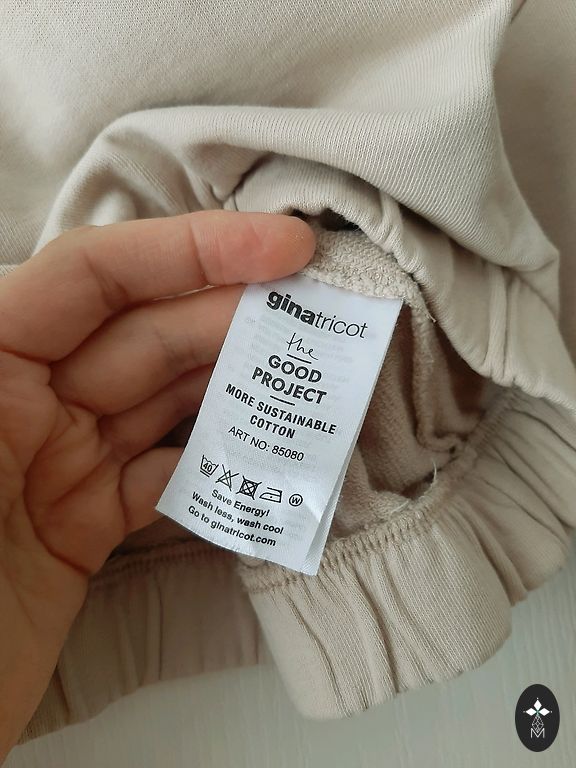 ginatricot
the
GOOD
PROJECT
MORE SUSTAINABLE
COTTON
ART NO: 85080
40 W
Save Energy!
Wash less, wash cool
Go to ginatricot.com
M